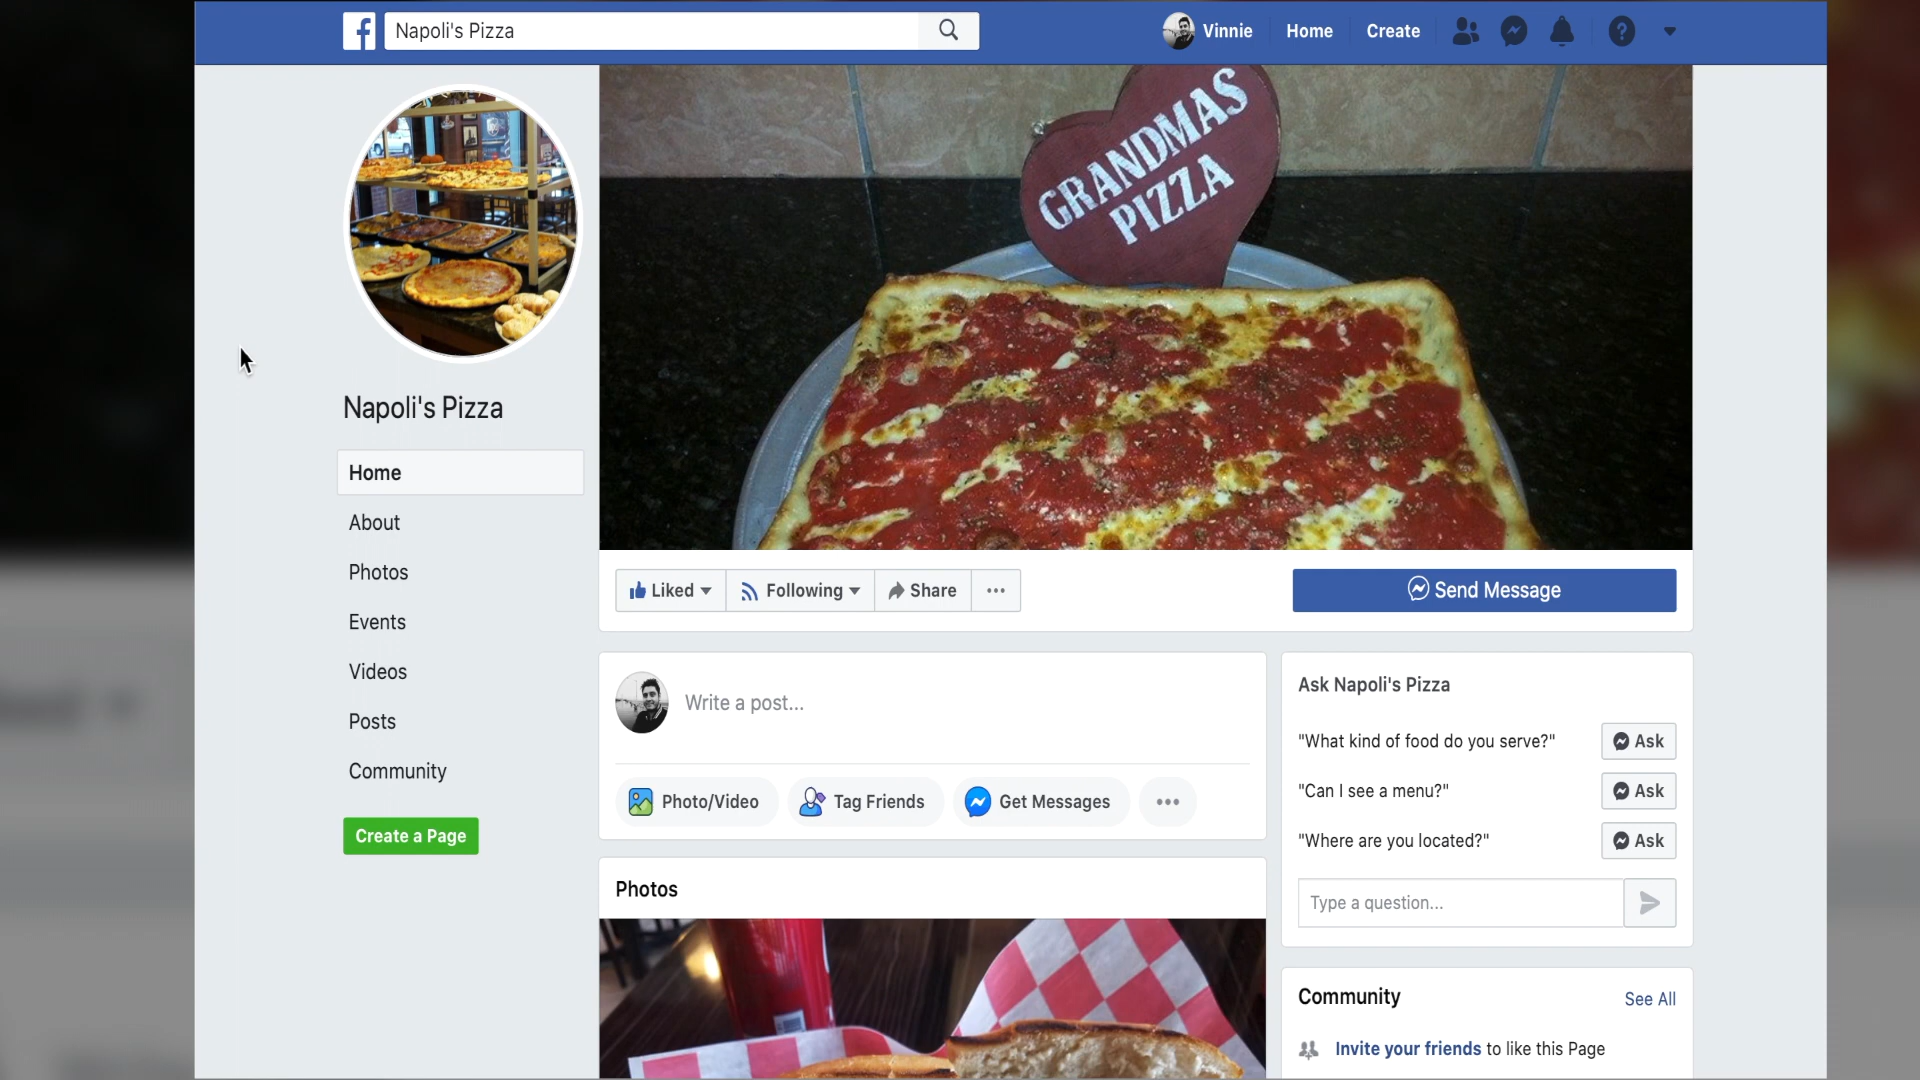 Napoli's Pizza
Vinnie
Home
Create
GRANDMAS
PIZZA
Napoli's Pizza
Home
About
Photos
Events
Videos
Posts
Community
Create a Page
Liked
Following
Share
Send Message
Write a post...
Photo/Video
Tag Friends
Get Messages
Photos
Ask Napoli's Pizza
"What kind of food do you serve?" Ask
"Can I see a menu?" Ask
"Where are you located?" Ask
Type a question...
Community See All
Invite your friends to like this Page